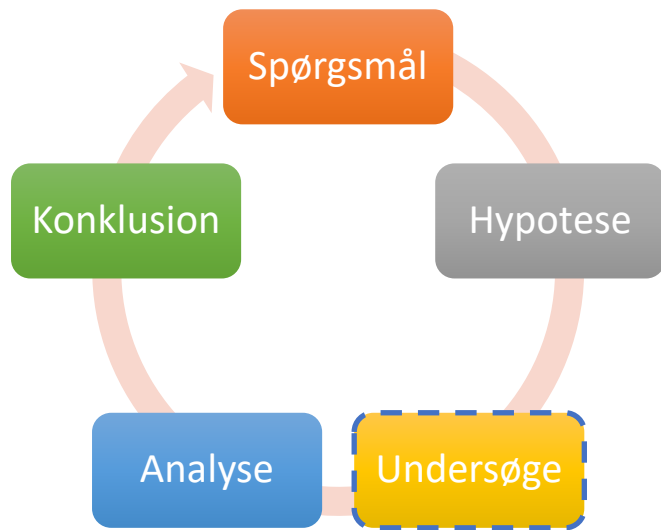 Spørgsmål
Hypotese
Undersøge
Analyse
Konklusion